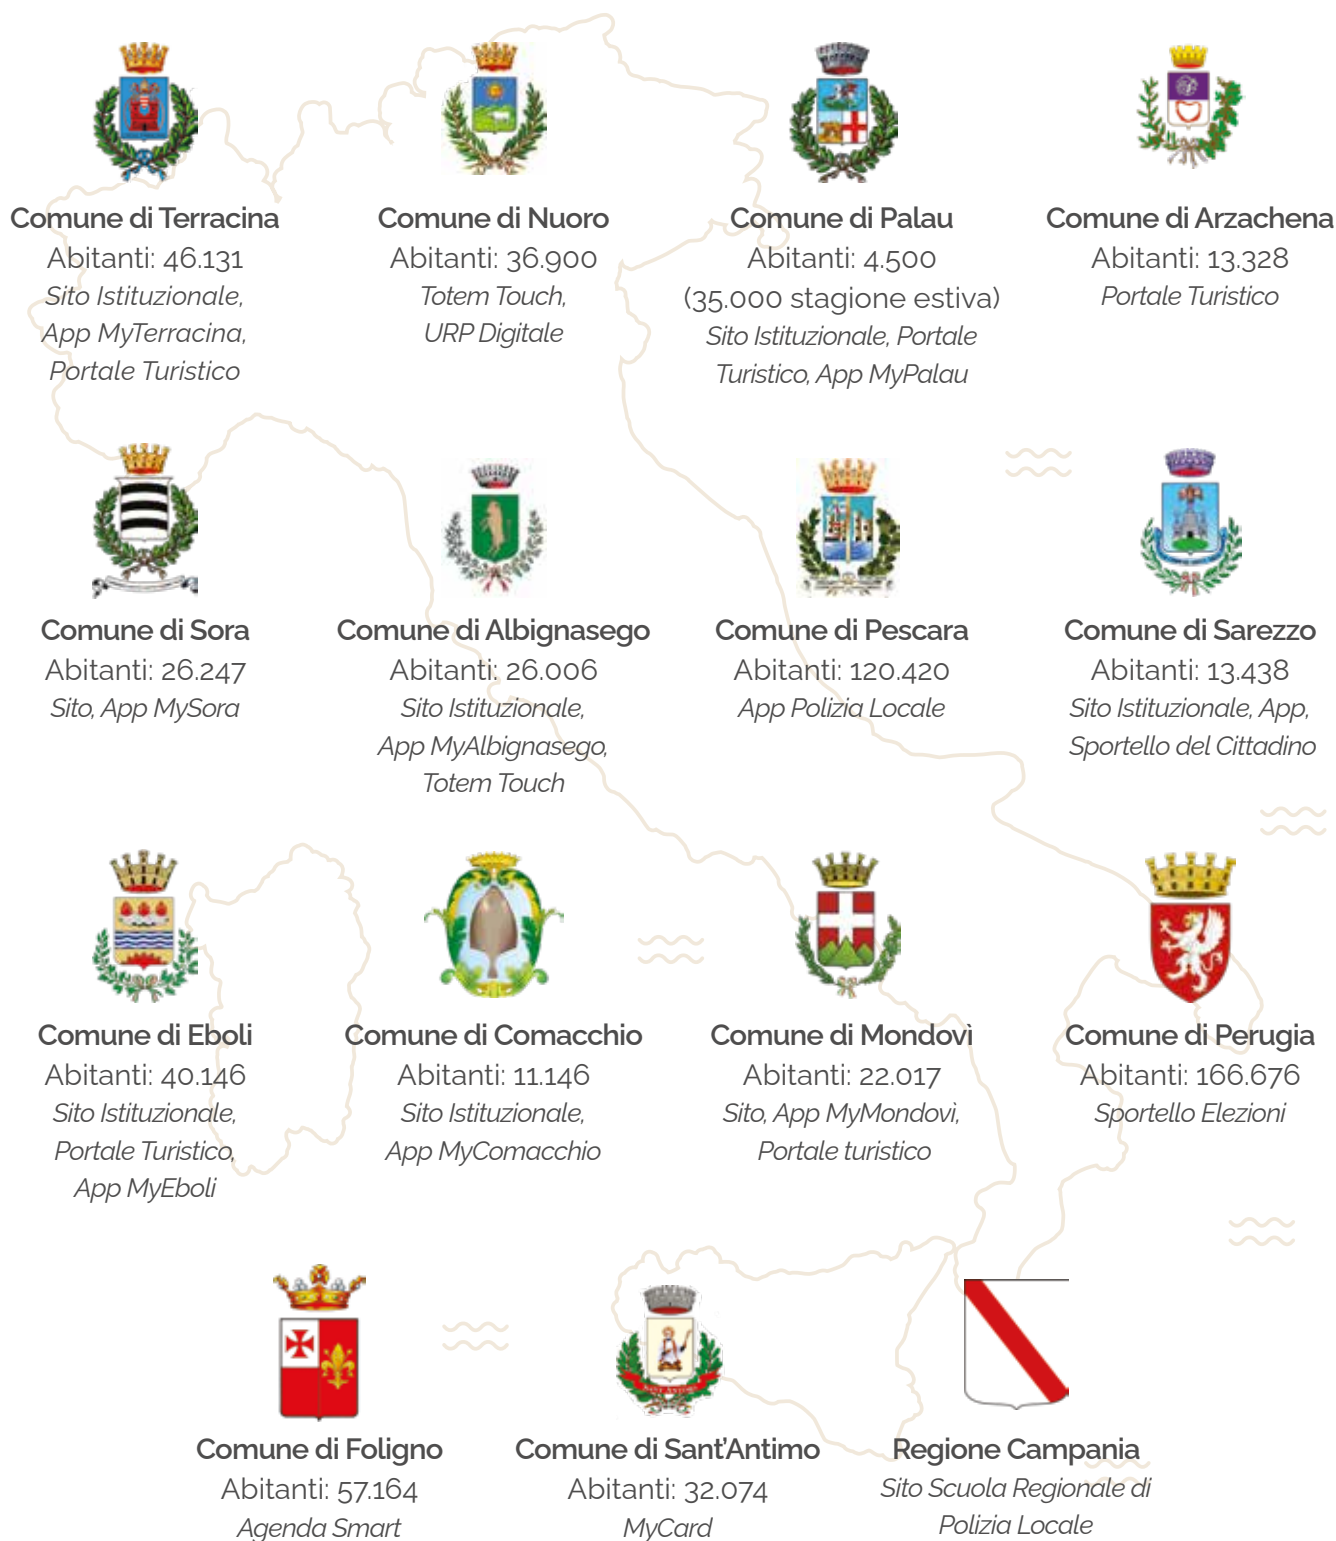 Comune di Terracina
Abitanti: 46.131
Sito Istituzionale,
App MyTerracina,
Portale Turistico
Comune di Nuoro
Abitanti: 36.900
Totem Touch,
URP Digitale
Comune di Palau
Abitanti: 4.500
(35.000 stagione estiva)
Sito Istituzionale, Portale
Turistico, App MyPalau
Comune di Arzachena
Abitanti: 13.328
Portale Turistico
Comune di Sora
Abitanti: 26.247
Sito, App MySora
Comune di Albignasego
Abitanti: 26.006
Sito Istituzionale,
App MyAlbignasego,
Totem Touch
Comune di Pescara
Abitanti: 120.420
App Polizia Locale
Comune di Sarezzo
Abitanti: 13.438
Sito Istituzionale, App,
Sportello del Cittadino
Comune di Eboli
Abitanti: 40.146
Sito Istituzionale,
Portale Turistico,
App MyEboli
Comune di Comacchio
Abitanti: 11.146
Sito Istituzionale,
App MyComacchio
Comune di Mondovì
Abitanti: 22.017
Sito, App MyMondovì,
Portale turistico
Comune di Perugia
Abitanti: 166.676
Sportello Elezioni
Comune di Foligno
Abitanti: 57.164
Agenda Smart
SANT'ANTIMO
Comune di Sant'Antimo
Abitanti: 32.074
MyCard
Regione Campania
Sito Scuola Regionale di
Polizia Locale